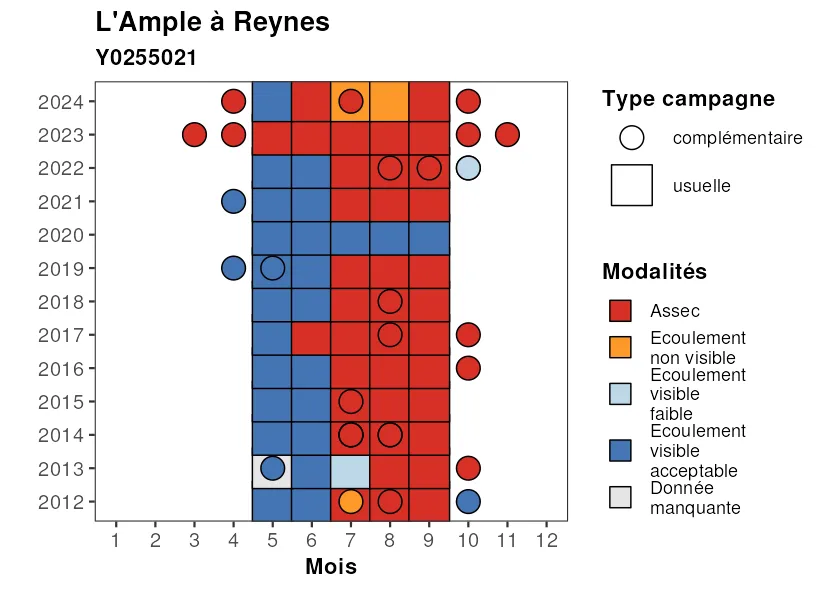 L'Ample à Reynes
Y0255021
2024
2023
2022
2021
2020
2019
2018
2017
2016
2015
2014
2013
2012
1 2 3 4 5 6 7 8 9 10 11 12
Mois
Type campagne
complémentaire
usuelle
Modalités
Assec
Ecoulement
non visible
Ecoulement
visible
faible
Ecoulement
visible
acceptable
Donnée
manquante